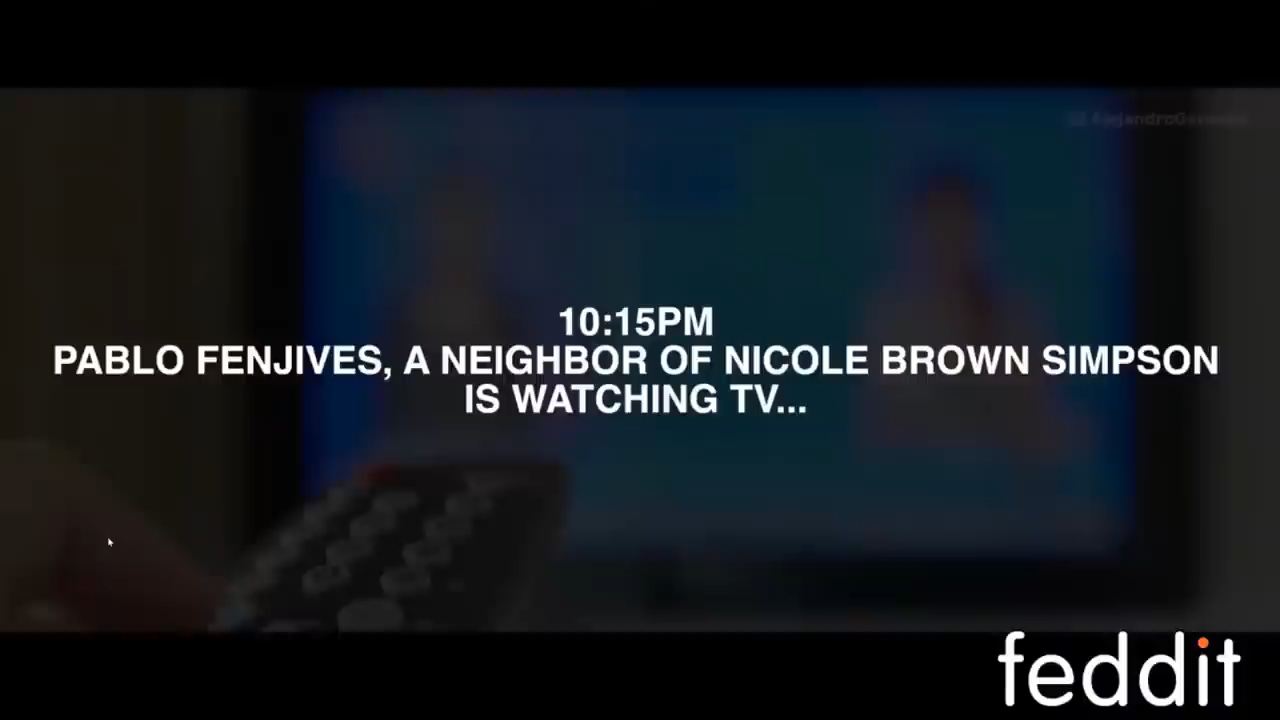 10:15PM
PABLO FENJIVES, A NEIGHBOR OF NICOLE BROWN SIMPSON
IS WATCHING TV...
feddit